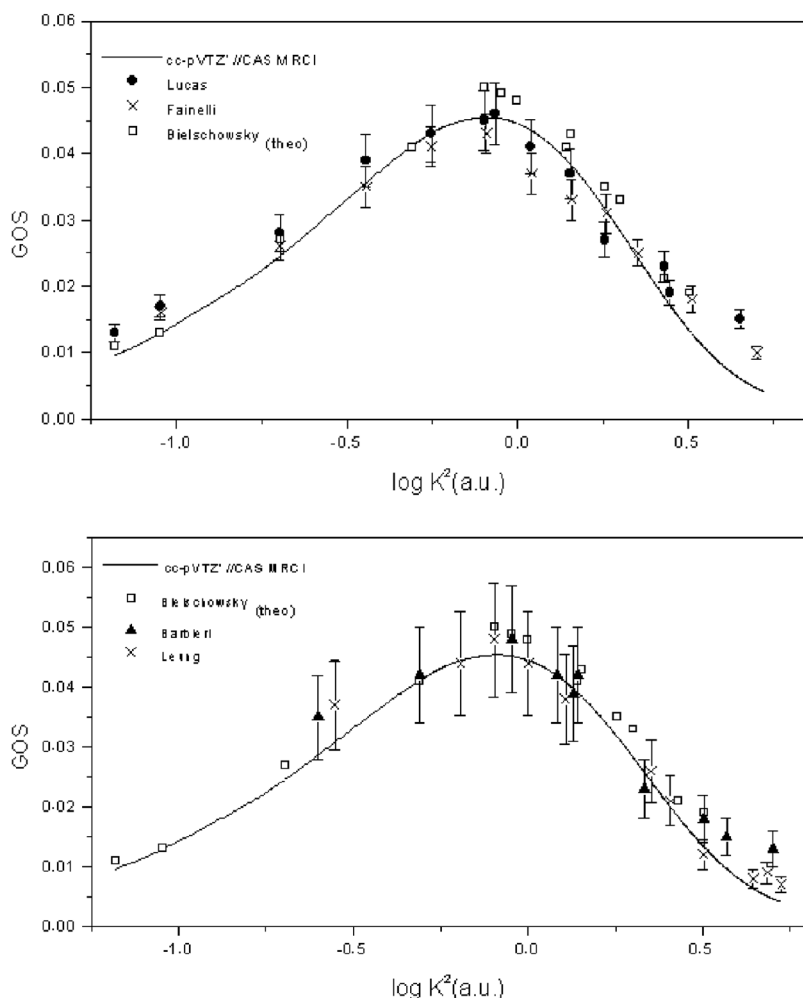 0.06
0.05
0.04
0.03
0.02
0.01
0.00
GOS
cc-pVTZ' //CAS MRCI
Lucas
Fainelli
Bielschowsky (theo)
-1.0 -0.5 0.0 0.5
log K²(a.u.)
0.06
0.05
0.04
0.03
0.02
0.01
0.00
GOS
cc-pVTZ' //CAS MRCI
Bielschowsky (theo)
Barbieri
Leung
-1.0 -0.5 0.0 0.5
log K²(a.u.)